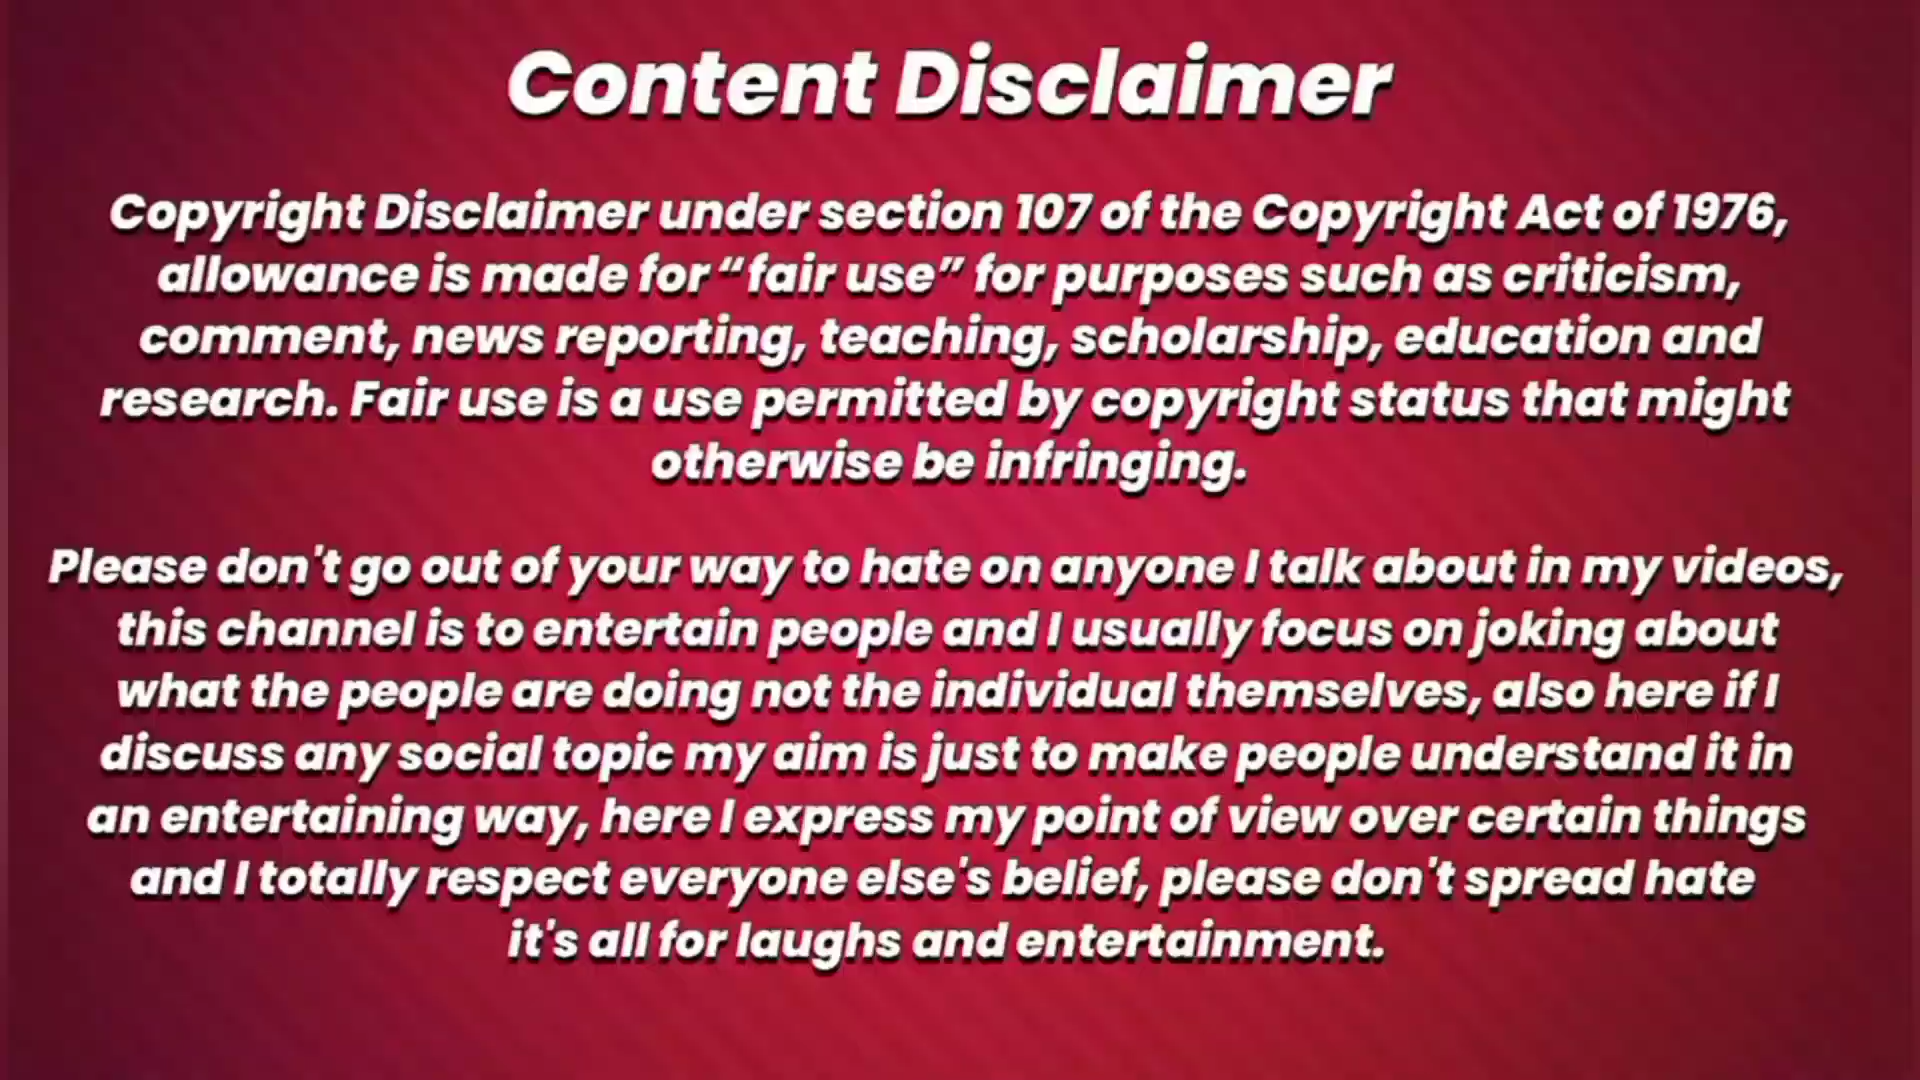 Content Disclaimer
Copyright Disclaimer under section 107 of the Copyright Act of 1976,
allowance is made for “fair use” for purposes such as criticism,
comment, news reporting, teaching, scholarship, education and
research. Fair use is a use permitted by copyright status that might
otherwise be infringing.
Please don't go out of your way to hate on anyone I talk about in my videos,
this channel is to entertain people and I usually focus on joking about
what the people are doing not the individual themselves, also here if I
discuss any social topic my aim is just to make people understand it in
an entertaining way, here I express my point of view over certain things
and I totally respect everyone else's belief, please don't spread hate
it's all for laughs and entertainment.